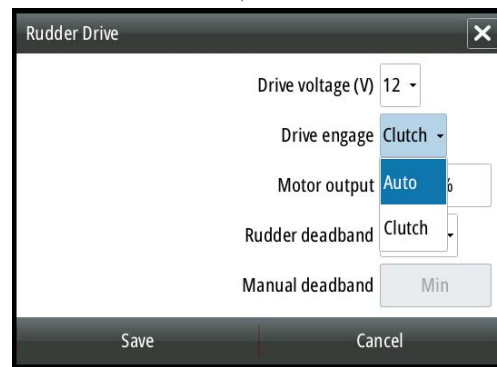 Rudder Drive
Drive voltage (V) 12
Drive engage Clutch
Motor output Auto %
Rudder deadband Clutch
Manual deadband Min
Save Cancel